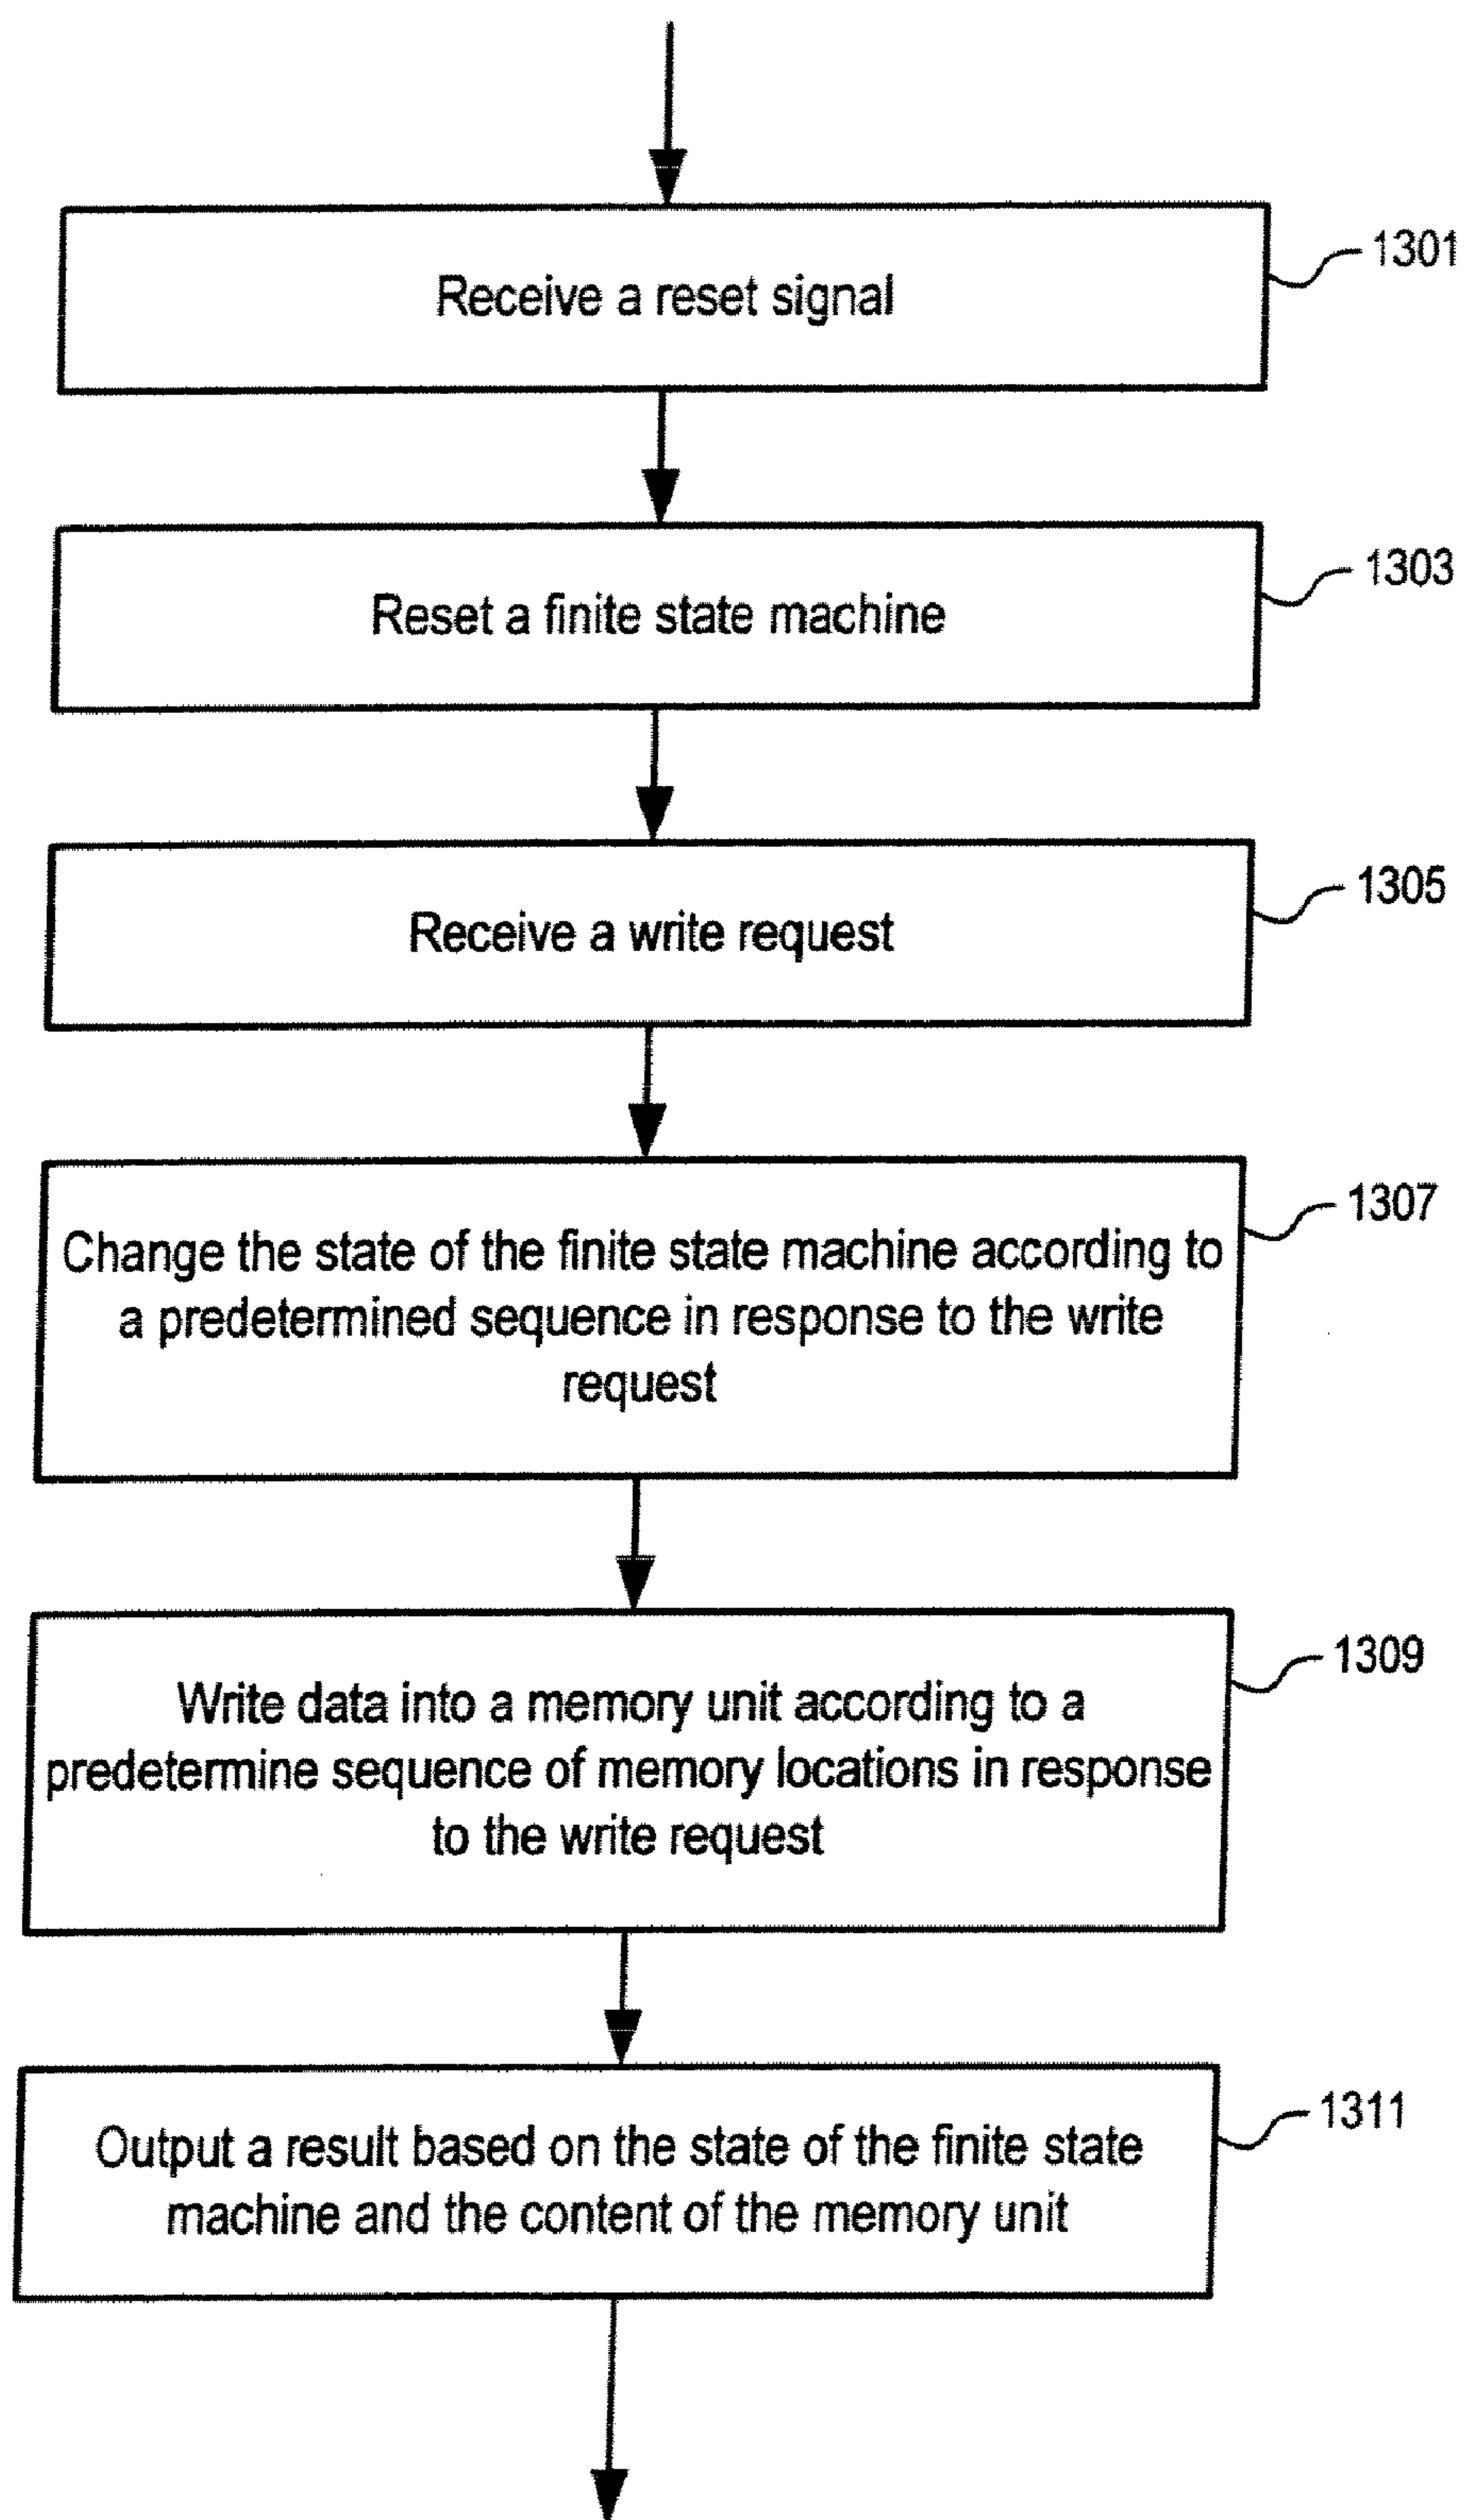 Receive a reset signal
1301
Reset a finite state machine
1303
Receive a write request
1305
Change the state of the finite state machine according to
a predetermined sequence in response to the write
request
1307
Write data into a memory unit according to a
predetermine sequence of memory locations in response
to the write request
1309
Output a result based on the state of the finite state
machine and the content of the memory unit
1311